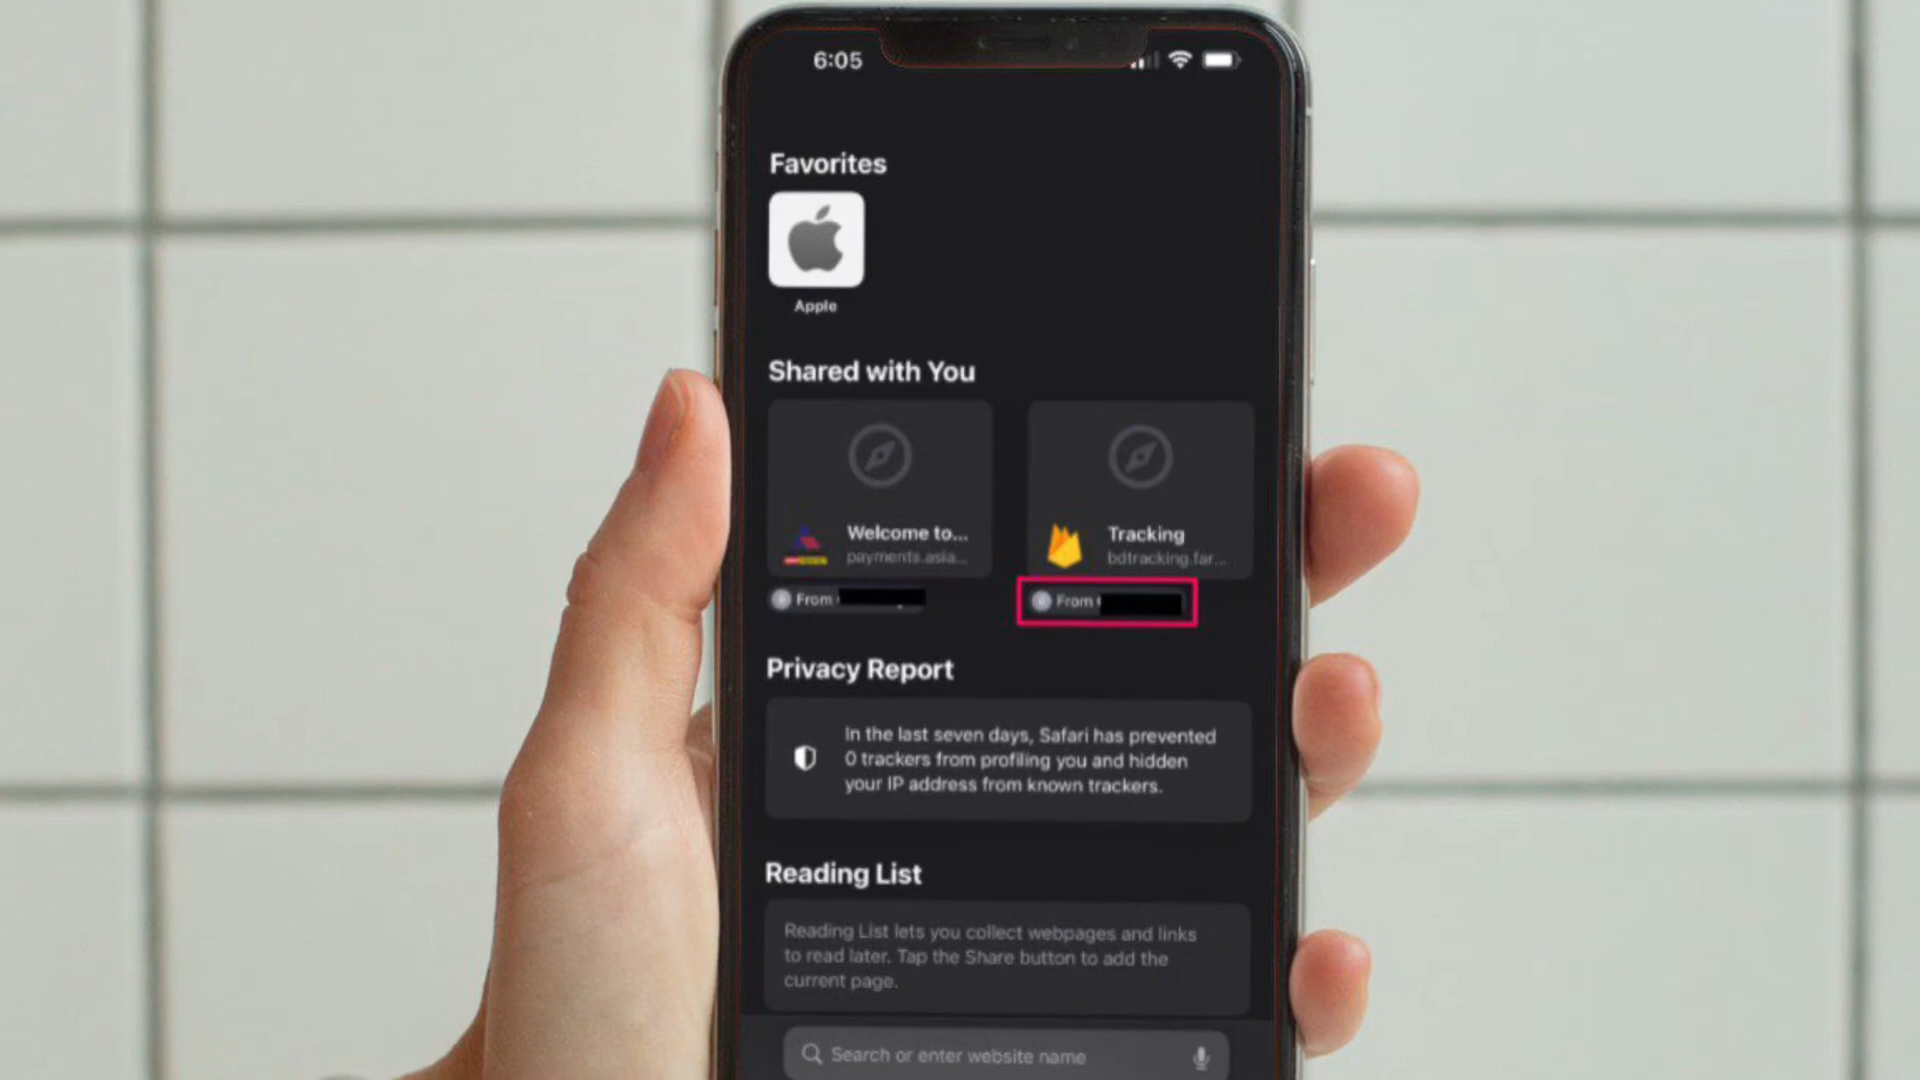 6:05
Favorites
Apple
Shared with You
Welcome to...
payments.asia...
Tracking
bdtracking.far...
From
From
Privacy Report
In the last seven days, Safari has prevented
0 trackers from profiling you and hidden
your IP address from known trackers.
Reading List
Reading List lets you collect webpages and links
to read later. Tap the Share button to add the
current page.
Search or enter website name